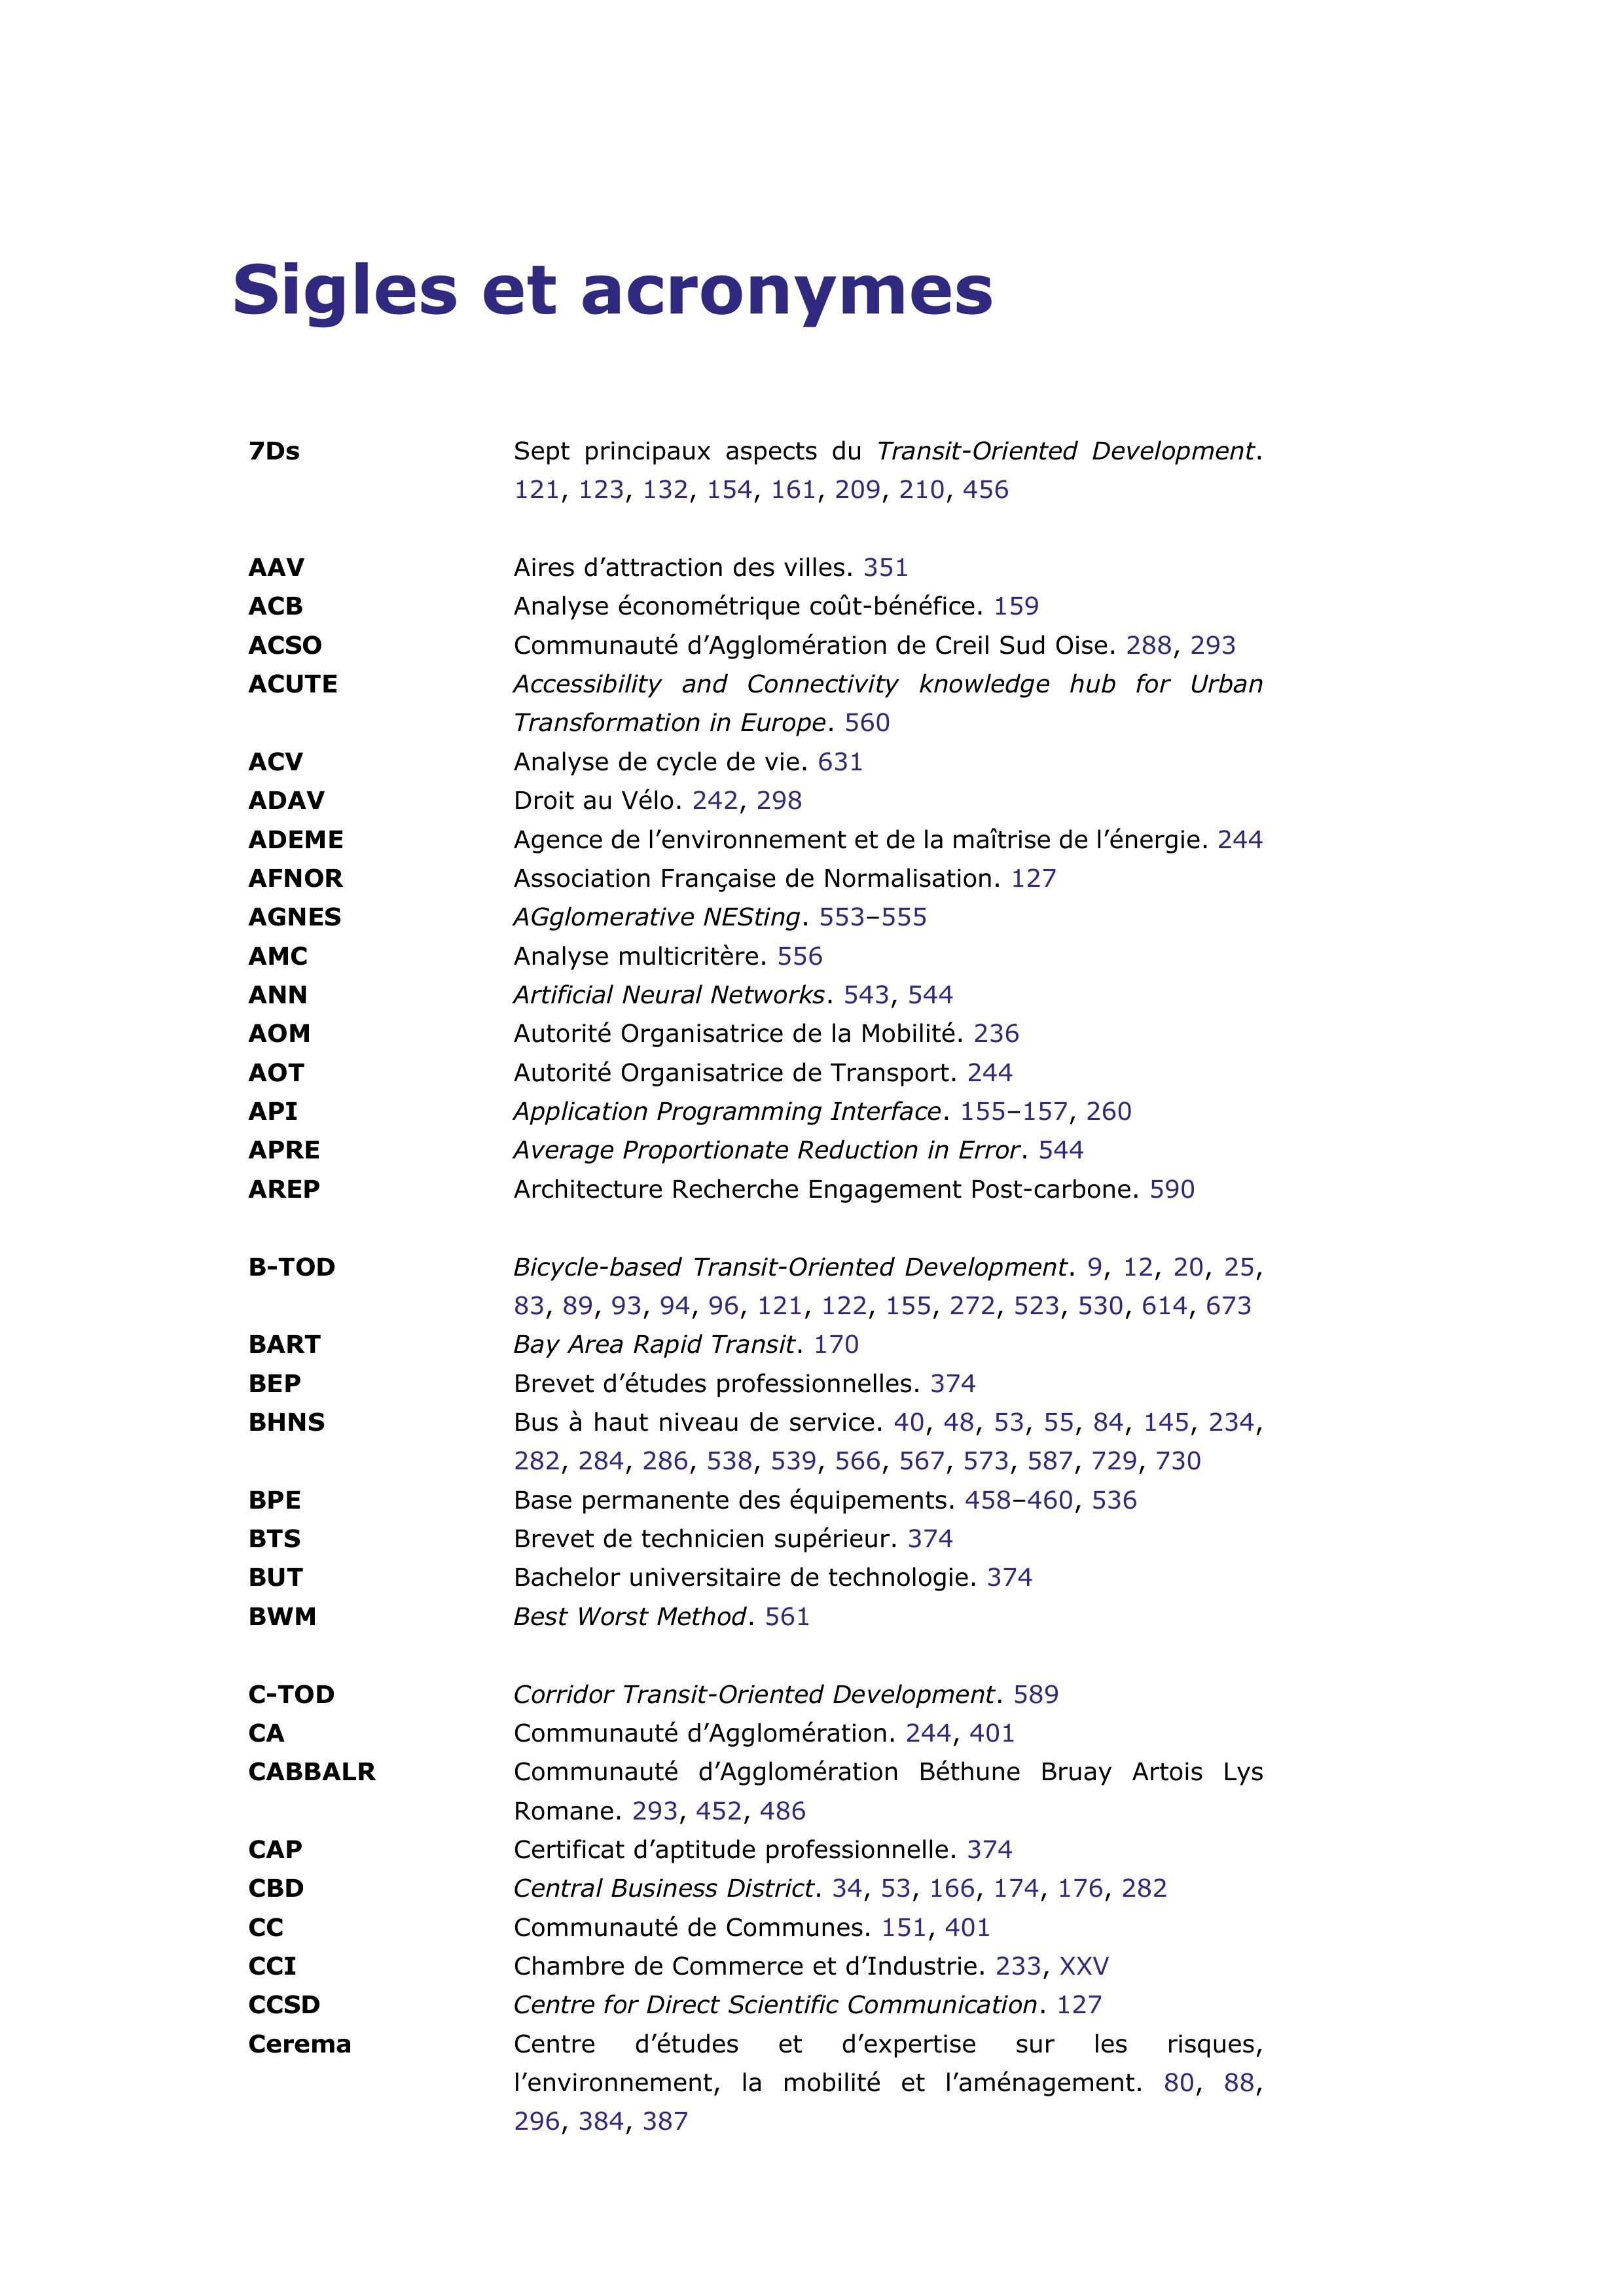 Sigles et acronymes
7Ds Sept principaux aspects du Transit-Oriented Development.
121, 123, 132, 154, 161, 209, 210, 456
AAV Aires d’attraction des villes. 351
ACB Analyse économétrique coût-bénéfice. 159
ACSO Communauté d’Agglomération de Creil Sud Oise. 288, 293
ACUTE Accessibility and Connectivity knowledge hub for Urban
Transformation in Europe. 560
ACV Analyse de cycle de vie. 631
ADAV Droit au Vélo. 242, 298
ADEME Agence de l’environnement et de la maîtrise de l’énergie. 244
AFNOR Association Française de Normalisation. 127
AGNES AGglomerative NESting. 553–555
AMC Analyse multicritère. 556
ANN Artificial Neural Networks. 543, 544
AOM Autorité Organisatrice de la Mobilité. 236
AOT Autorité Organisatrice de Transport. 244
API Application Programming Interface. 155–157, 260
APRE Average Proportionate Reduction in Error. 544
AREP Architecture Recherche Engagement Post-carbone. 590
B-TOD Bicycle-based Transit-Oriented Development. 9, 12, 20, 25,
83, 89, 93, 94, 96, 121, 122, 155, 272, 523, 530, 614, 673
BART Bay Area Rapid Transit. 170
BEP Brevet d’études professionnelles. 374
BHNS Bus à haut niveau de service. 40, 48, 53, 55, 84, 145, 234,
282, 284, 286, 538, 539, 566, 567, 573, 587, 729, 730
BPE Base permanente des équipements. 458–460, 536
BTS Brevet de technicien supérieur. 374
BUT Bachelor universitaire de technologie. 374
BWM Best Worst Method. 561
C-TOD Corridor Transit-Oriented Development. 589
CA Communauté d’Agglomération. 244, 401
CABBALR Communauté d’Agglomération Béthune Bruay Artois Lys
Romane. 293, 452, 486
CAP Certificat d’aptitude professionnelle. 374
CBD Central Business District. 34, 53, 166, 174, 176, 282
CC Communauté de Communes. 151, 401
CCI Chambre de Commerce et d’Industrie. 233, XXV
CCSD Centre for Direct Scientific Communication. 127
Cerema Centre d’études et d’expertise sur les risques,
l’environnement, la mobilité et l’aménagement. 80, 88,
296, 384, 387